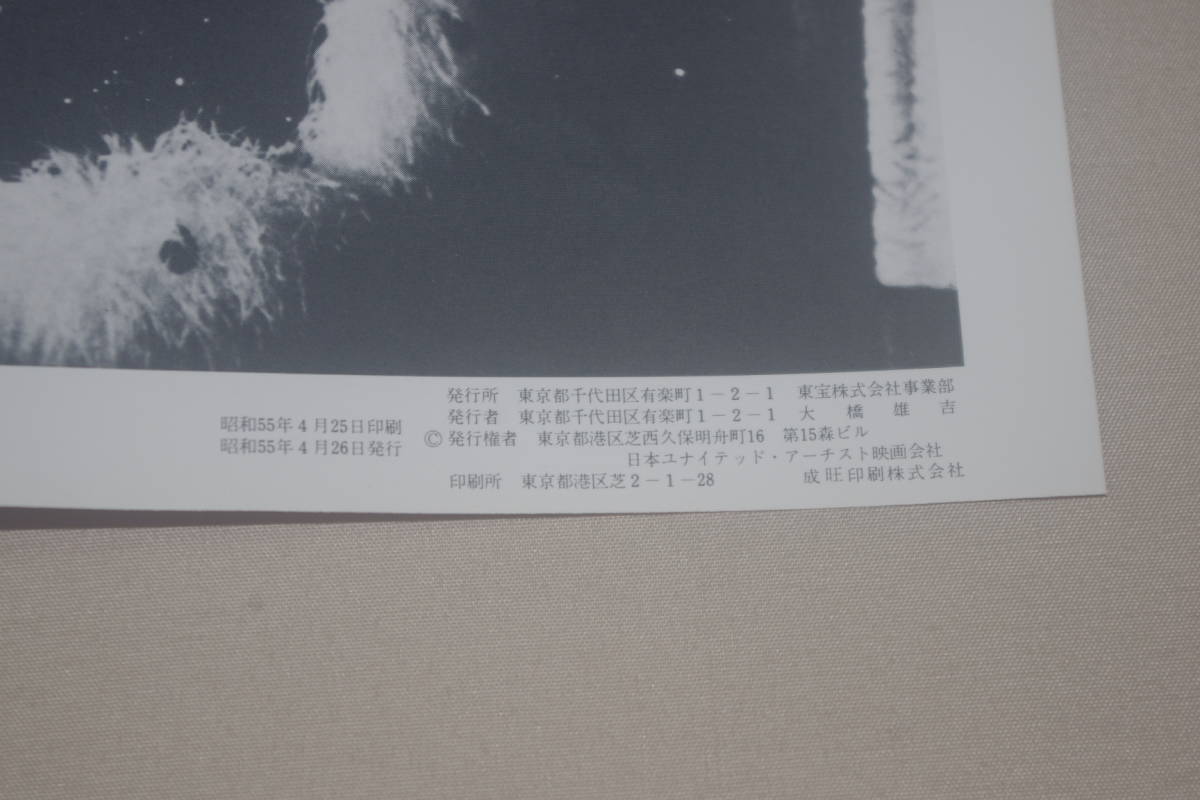 昭和55年4月25日印刷
昭和55年4月26日発行
発行所 東京都千代田区有楽町1-2-1 東宝株式会社事業部
発行者 東京都千代田区有楽町1-2-1 大橋雄吉
©発行権者 東京都港区芝西久保明舟町16 第15森ビル
日本ユナイテッド・アーチスト映画会社
印刷所 東京都港区芝2-1-28 成旺印刷株式会社